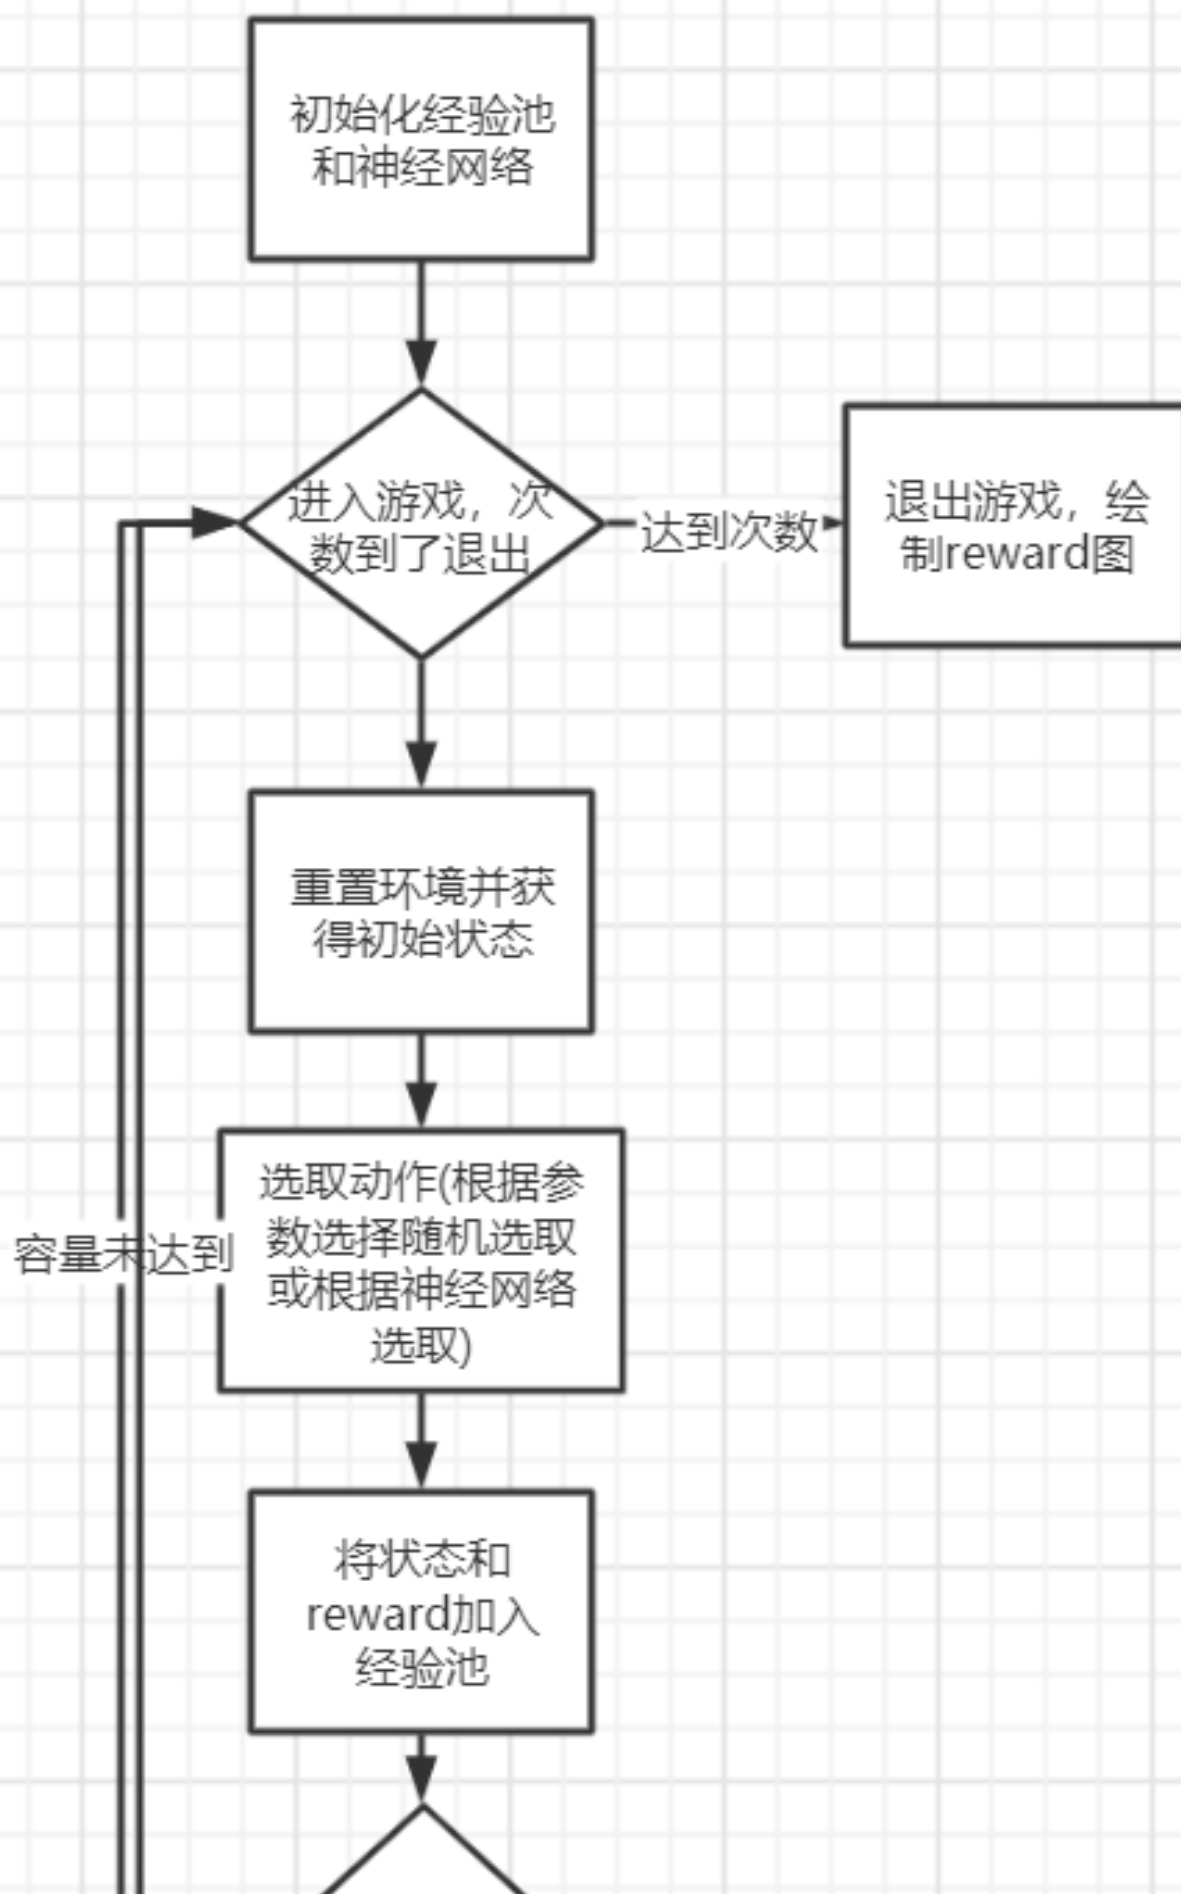 初始化经验池
和神经网络
进入游戏，次
数到了退出
达到次数
退出游戏，绘
制reward图
重置环境并获
得初始状态
选取动作(根据参
数选择随机选取
或根据神经网络
选取)
容量未达到
将状态和
reward加入
经验池